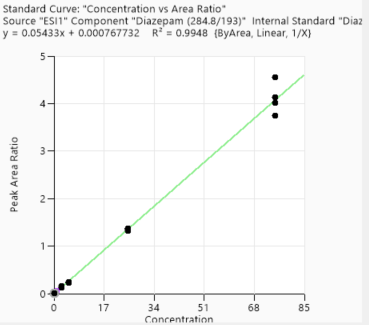 Standard Curve: "Concentration vs Area Ratio"
Source "ESI1" Component "Diazepam (284.8/193)" Internal Standard "Diaz
y = 0.05433x + 0.000767732 R² = 0.9948 {ByArea, Linear, 1/X}
Peak Area Ratio
5
4
3
2
1
0
0 17 34 51 68 85
Concentration